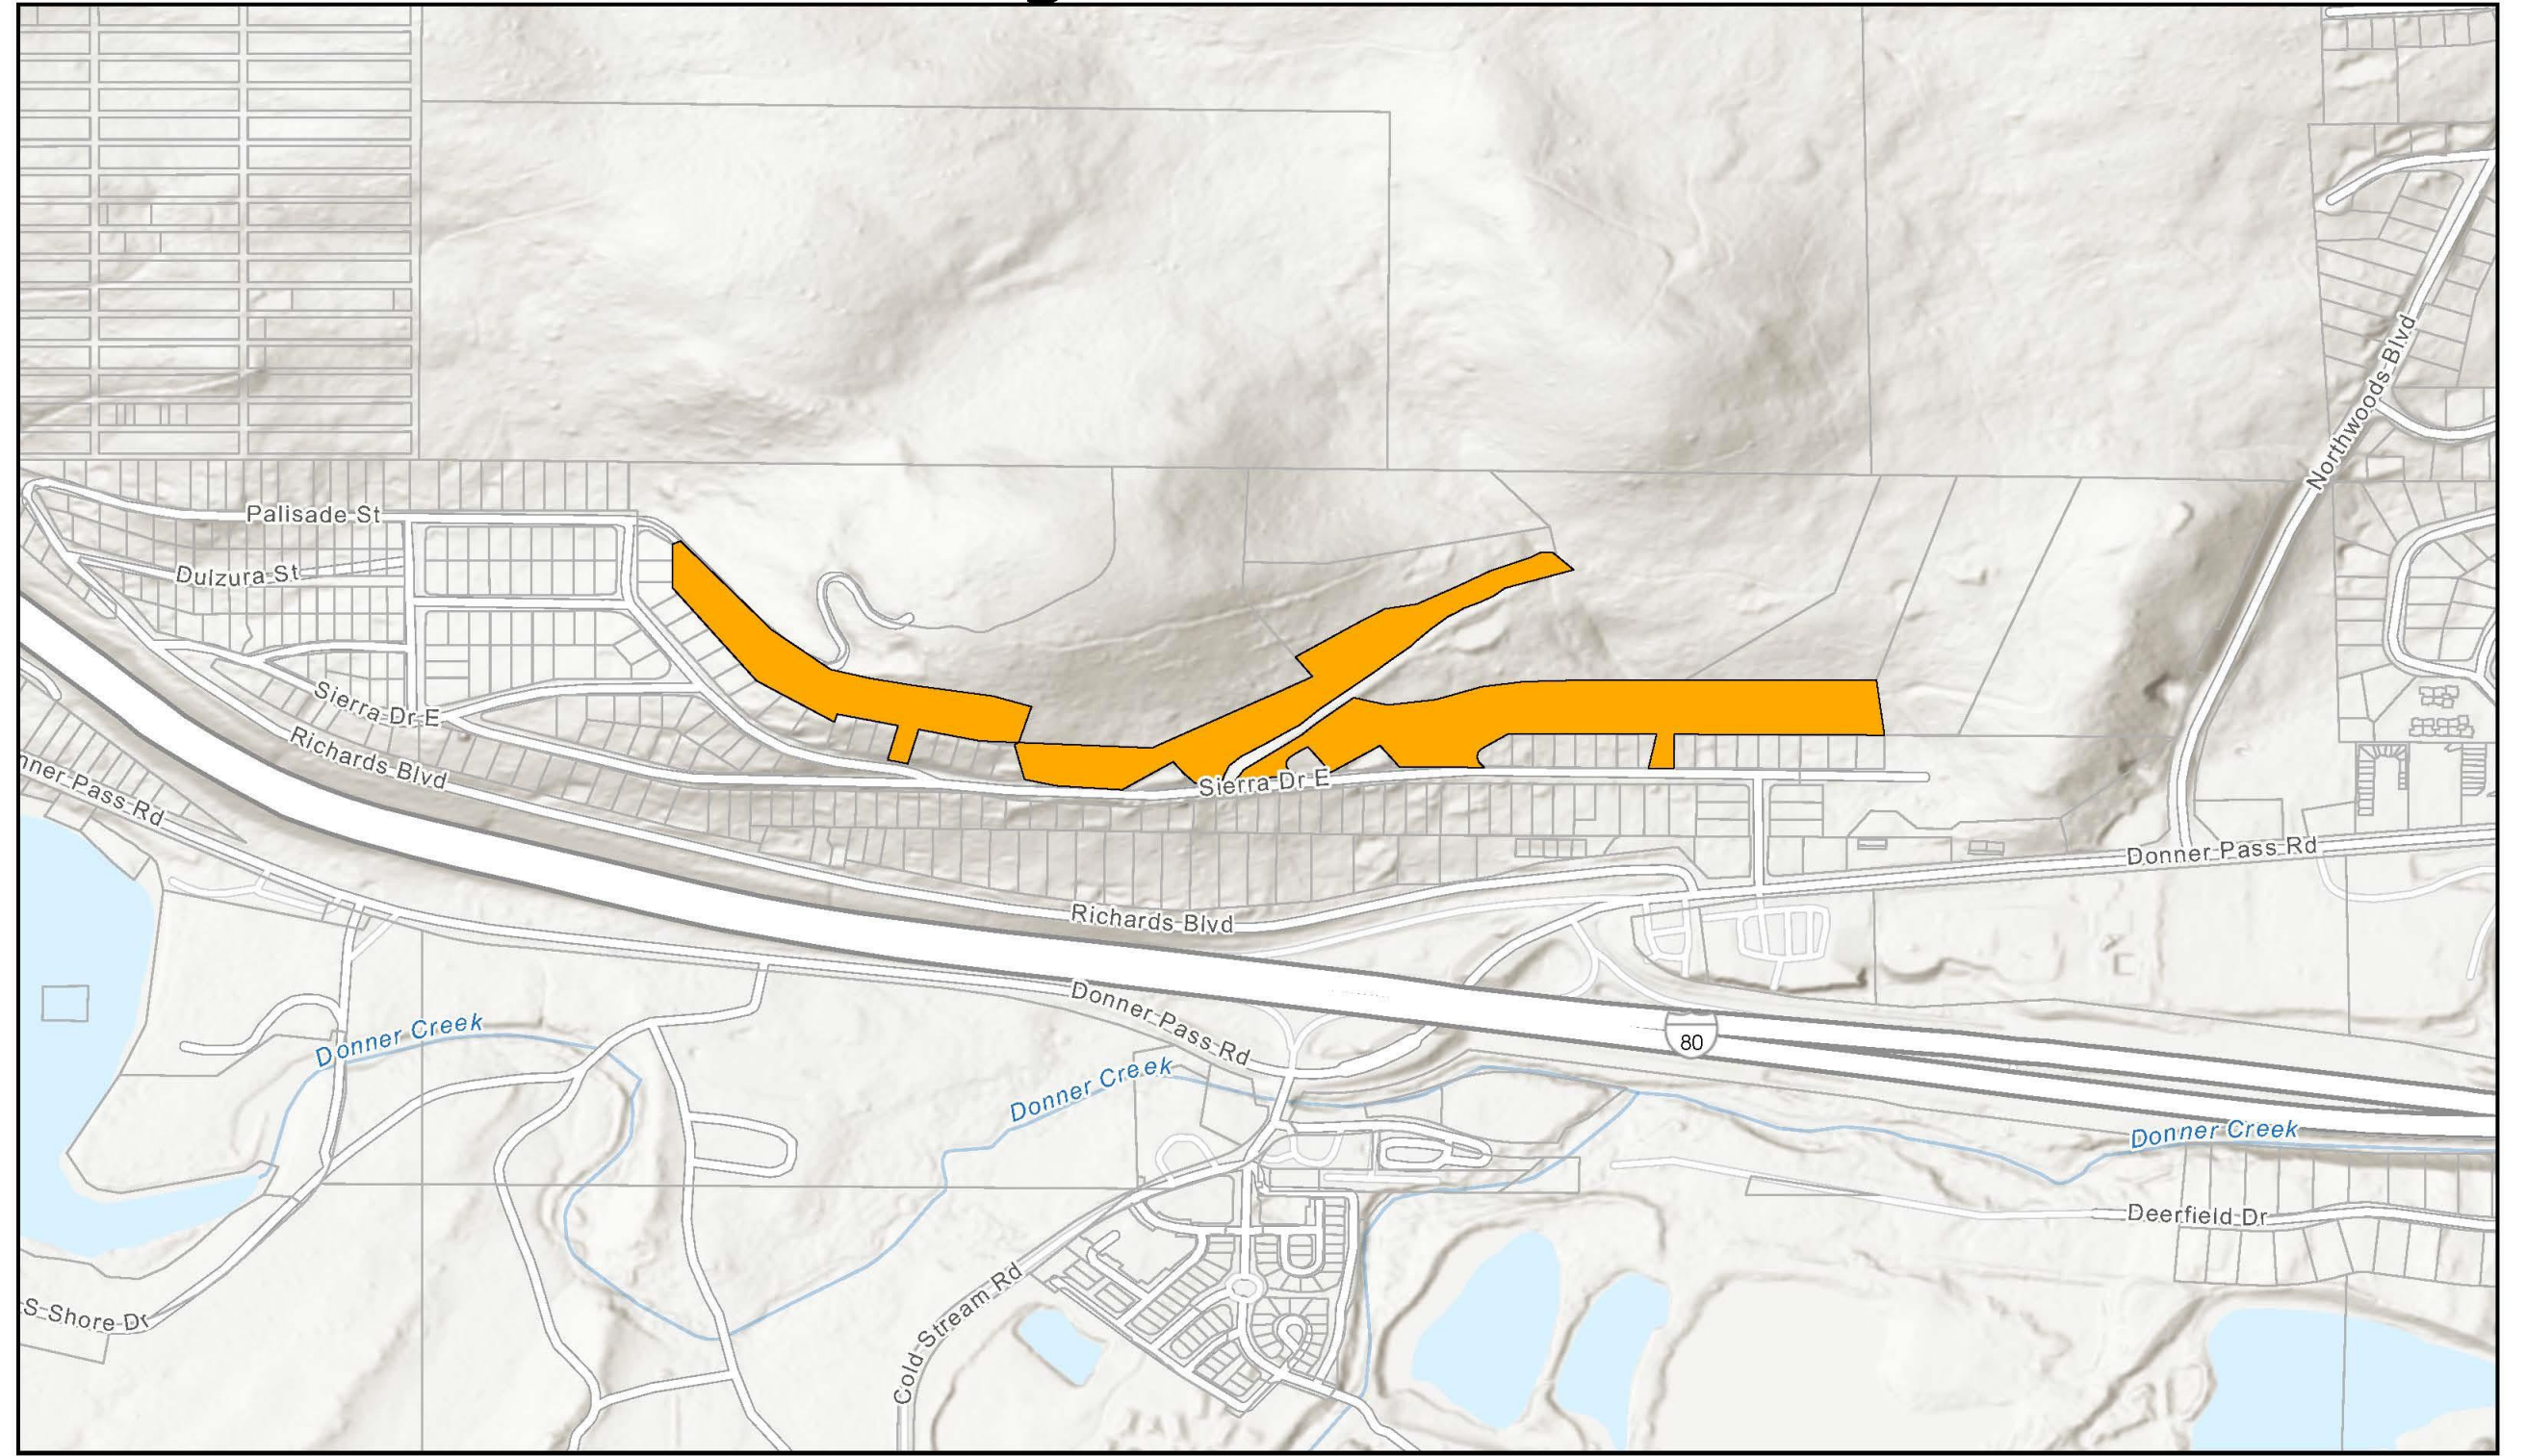 Northwoods Blvd
Palisade St
Dulzura St
Sierra Dr E
Richards Blvd
Sierra Dr E
Donner Pass Rd
Donner Pass Rd
Richards Blvd
Donner Pass Rd
Donner Creek
80
Donner Creek
Donner Creek
Deerfield Dr
Cold Stream Rd
S Shore Dr